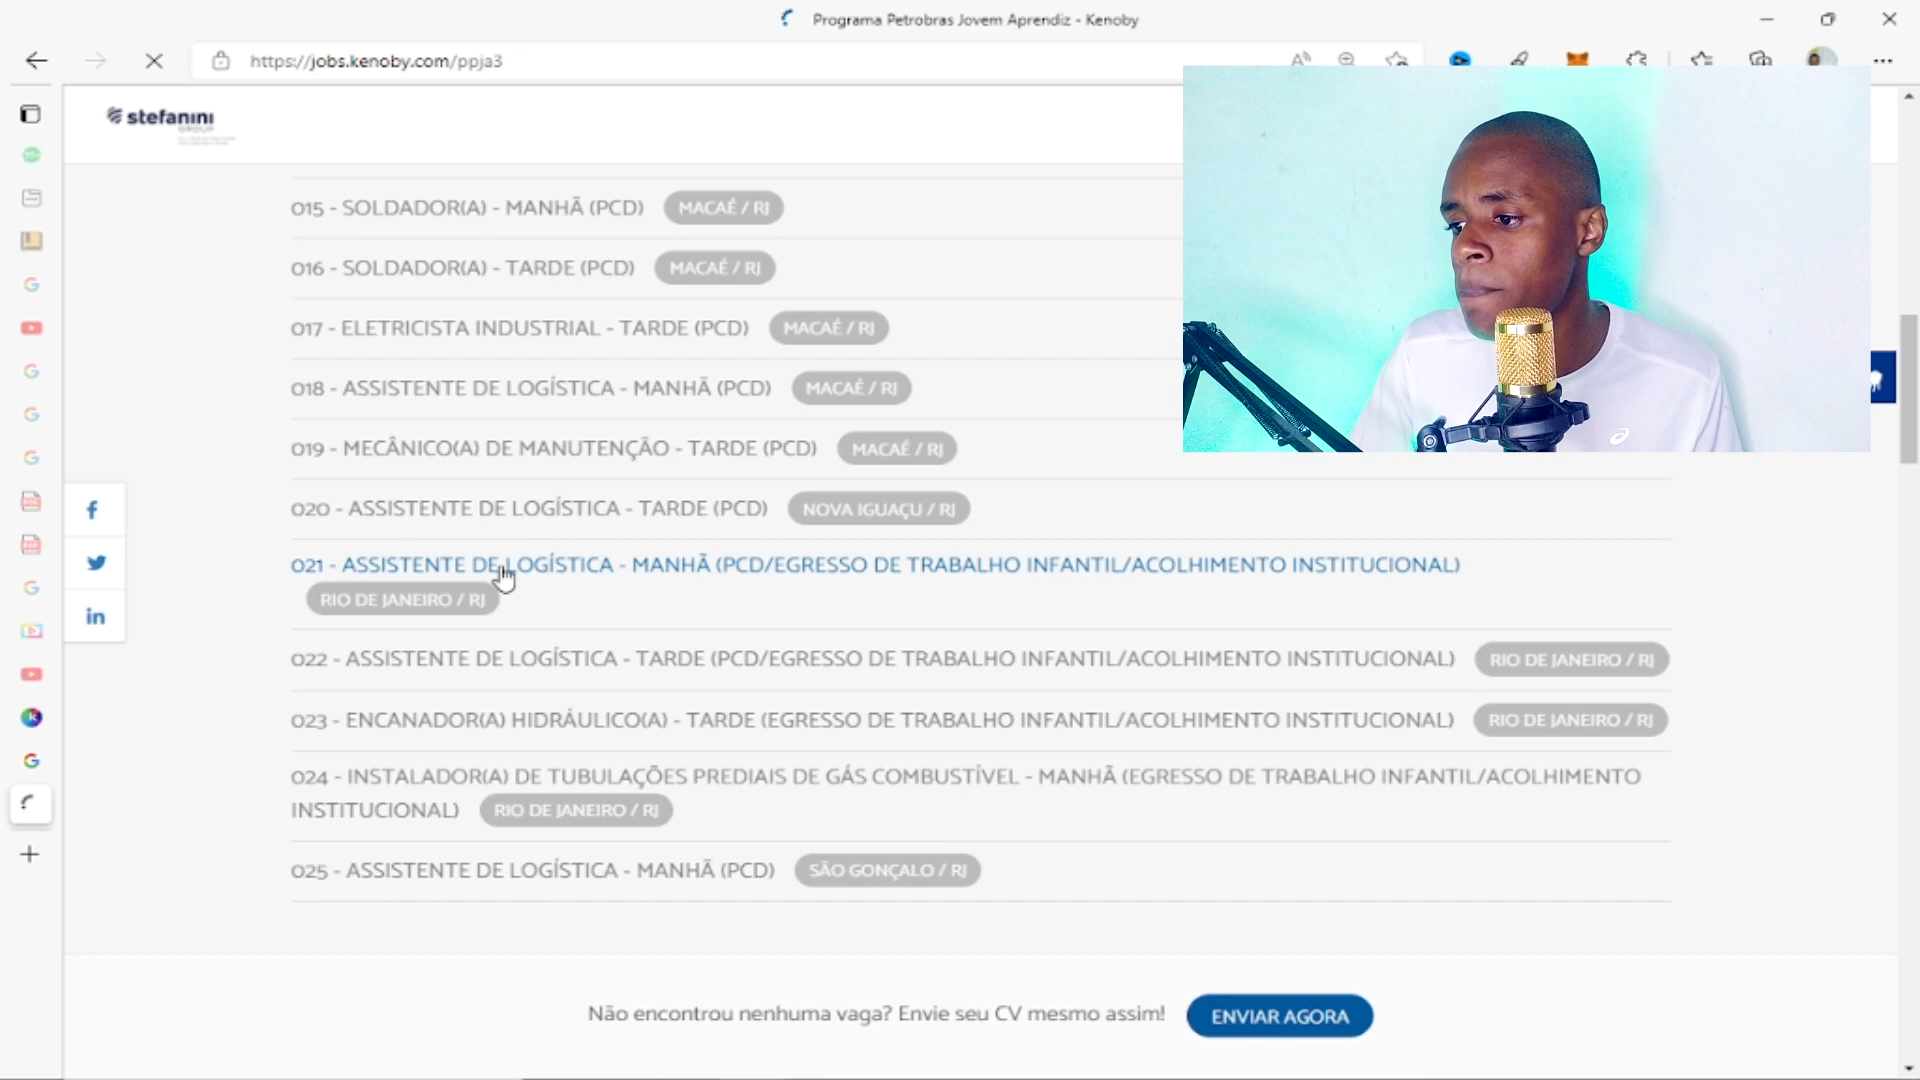 Programa Petrobras Jovem Aprendiz - Kenoby
https://jobs.kenoby.com/ppja3
stefanini
GROUP
015 - SOLDADOR(A) - MANHÃ (PCD) MACAÉ / RJ
016 - SOLDADOR(A) - TARDE (PCD) MACAÉ / RJ
017 - ELETRICISTA INDUSTRIAL - TARDE (PCD) MACAÉ / RJ
018 - ASSISTENTE DE LOGÍSTICA - MANHÃ (PCD) MACAÉ / RJ
019 - MECÂNICO(A) DE MANUTENÇÃO - TARDE (PCD) MACAÉ / RJ
020 - ASSISTENTE DE LOGÍSTICA - TARDE (PCD) NOVA IGUAÇU / RJ
021 - ASSISTENTE DE LOGÍSTICA - MANHÃ (PCD/EGRESSO DE TRABALHO INFANTIL/ACOLHIMENTO INSTITUCIONAL)
RIO DE JANEIRO / RJ
022 - ASSISTENTE DE LOGÍSTICA - TARDE (PCD/EGRESSO DE TRABALHO INFANTIL/ACOLHIMENTO INSTITUCIONAL) RIO DE JANEIRO / RJ
023 - ENCANADOR(A) HIDRÁULICO(A) - TARDE (EGRESSO DE TRABALHO INFANTIL/ACOLHIMENTO INSTITUCIONAL) RIO DE JANEIRO / RJ
024 - INSTALADOR(A) DE TUBULAÇÕES PREDIAIS DE GÁS COMBUSTÍVEL - MANHÃ (EGRESSO DE TRABALHO INFANTIL/ACOLHIMENTO
INSTITUCIONAL) RIO DE JANEIRO / RJ
025 - ASSISTENTE DE LOGÍSTICA - MANHÃ (PCD) SÃO GONÇALO / RJ
Não encontrou nenhuma vaga? Envie seu CV mesmo assim! ENVIAR AGORA